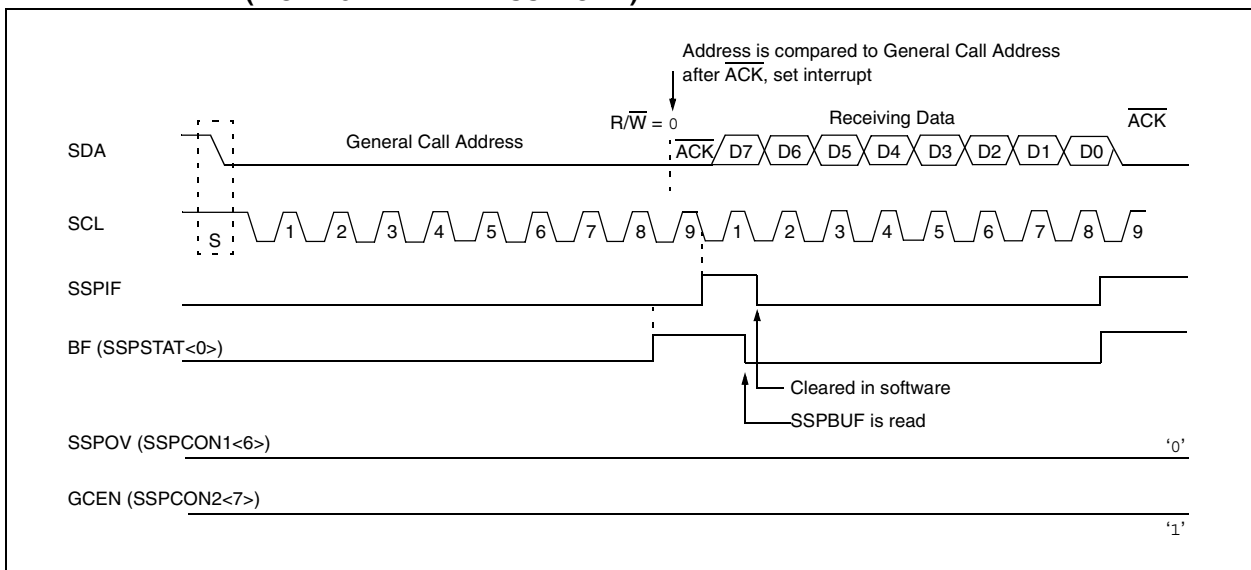 Address is compared to General Call Address
after ACK, set interrupt
R/W = 0
Receiving Data
ACK
General Call Address
SDA
ACK D7 D6 D5 D4 D3 D2 D1 D0
SCL
S
1 2 3 4 5 6 7 8 9 1 2 3 4 5 6 7 8 9
SSPIF
BF (SSPSTAT<0>)
Cleared in software
SSPBUF is read
SSPOV (SSPCON1<6>)
‘0’
GCEN (SSPCON2<7>)
‘1’